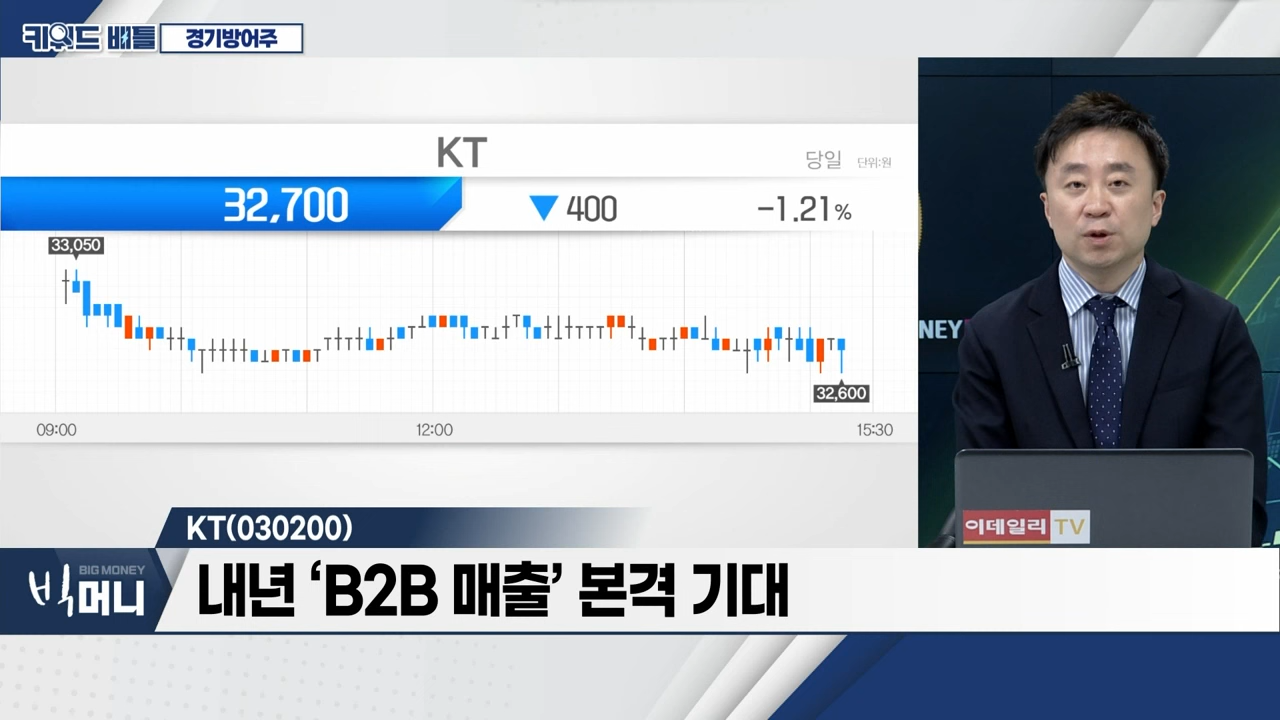 키워드 배틀
경기방어주
KT
당일 단위:원
32,700 ▼400 -1.21%
33,050
32,600
09:00 12:00 15:30
NEY
이데일리 TV
KT(030200)
BIG MONEY
빅머니
내년 ‘B2B 매출’ 본격 기대